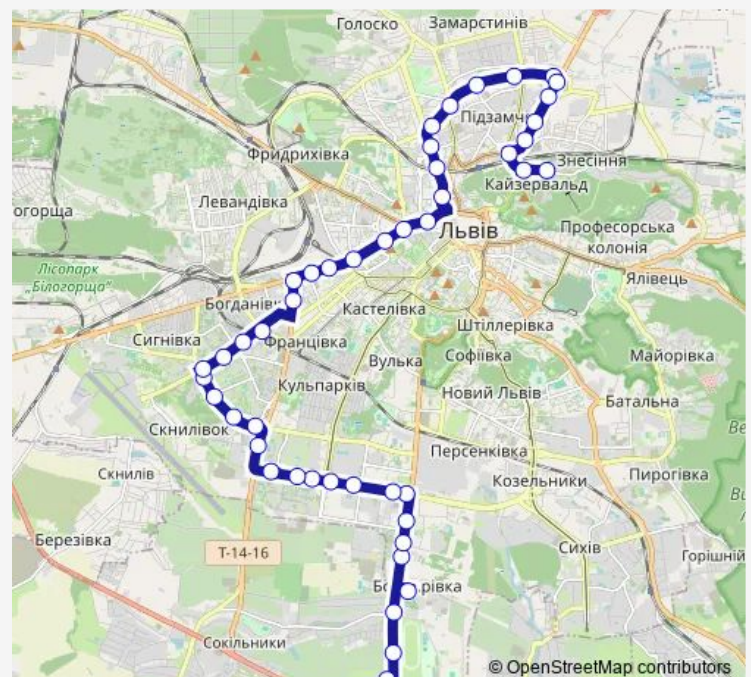 Голоско
Замарстинів
Підзамч
Фридрихівка
Знесіння
Кайзервальд
Левандівка
огорща
Професорська
колонія
Львів
Лісопарк
"Білогорща"
Ялівець
Богданівк
Кастелівка
Штіллерівка
Сигнівка
Францівка
Вулька
Софіївка
Майорівка
Кульпарків
Новий Львів
Батальна
Скнилівок
Персенківка
Скнилів
Козельники
Пирогівка
Березівка
Т-14-16
Сихів
Горішній
рівка
Сокільники
© OpenStreetMap contributors